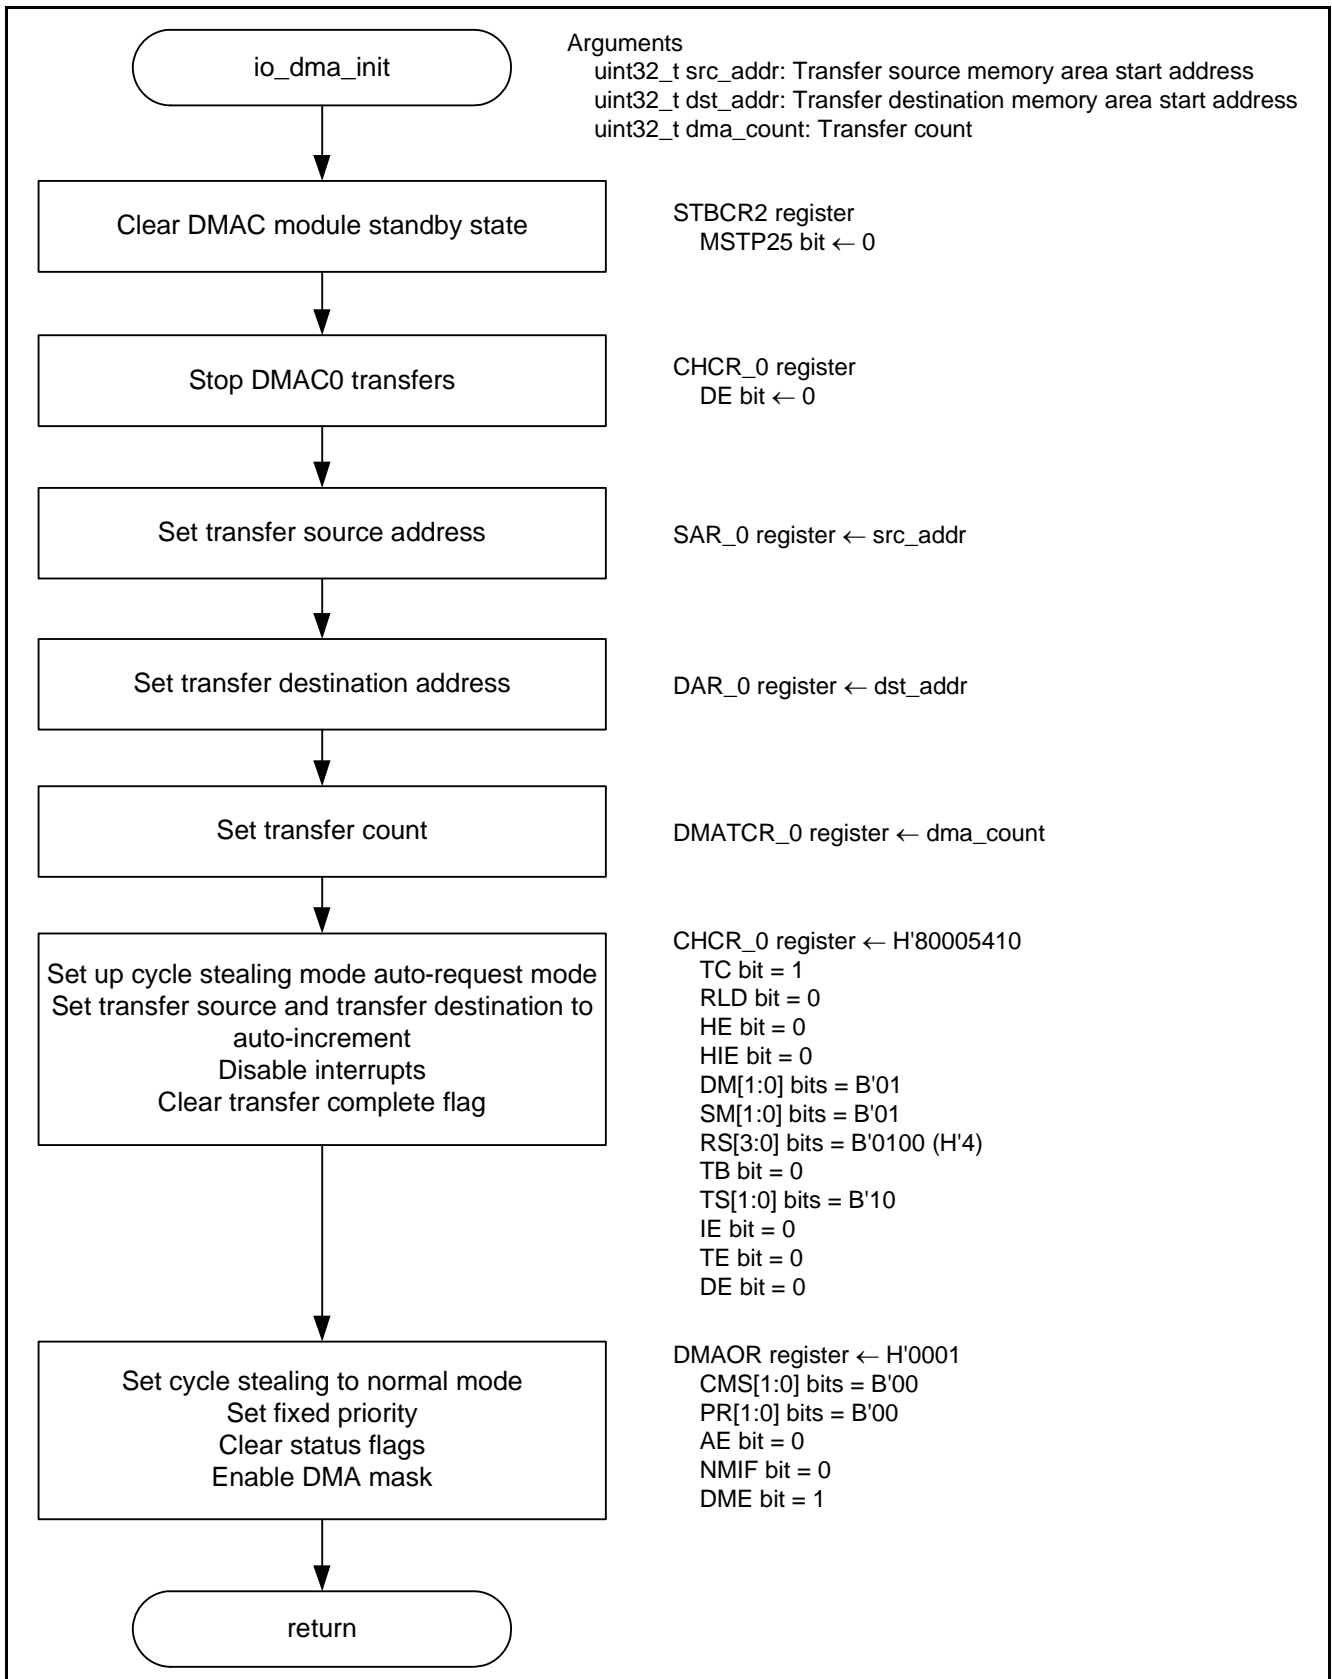 io_dma_init
Arguments
uint32_t src_addr: Transfer source memory area start address
uint32_t dst_addr: Transfer destination memory area start address
uint32_t dma_count: Transfer count
Clear DMAC module standby state
STBCR2 register
MSTP25 bit ← 0
Stop DMAC0 transfers
CHCR_0 register
DE bit ← 0
Set transfer source address
SAR_0 register ← src_addr
Set transfer destination address
DAR_0 register ← dst_addr
Set transfer count
DMATCR_0 register ← dma_count
Set up cycle stealing mode auto-request mode
Set transfer source and transfer destination to
auto-increment
Disable interrupts
Clear transfer complete flag
CHCR_0 register ← H'80005410
TC bit = 1
RLD bit = 0
HE bit = 0
HIE bit = 0
DM[1:0] bits = B'01
SM[1:0] bits = B'01
RS[3:0] bits = B'0100 (H'4)
TB bit = 0
TS[1:0] bits = B'10
IE bit = 0
TE bit = 0
DE bit = 0
Set cycle stealing to normal mode
Set fixed priority
Clear status flags
Enable DMA mask
DMAOR register ← H'0001
CMS[1:0] bits = B'00
PR[1:0] bits = B'00
AE bit = 0
NMIF bit = 0
DME bit = 1
return